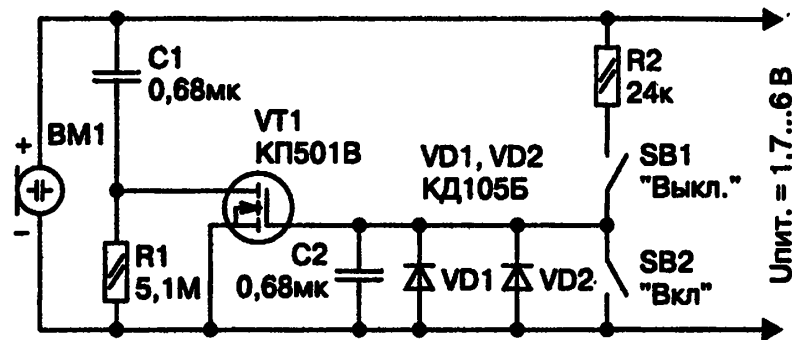 C1
0,68мк
BM1
+
-
VT1
КП501В
VD1, VD2
КД105Б
R2
24к
SB1
"Выкл."
SB2
"Вкл"
R1
5,1М
C2
0,68мк
VD1
VD2
Uпит. = 1,7...6 В